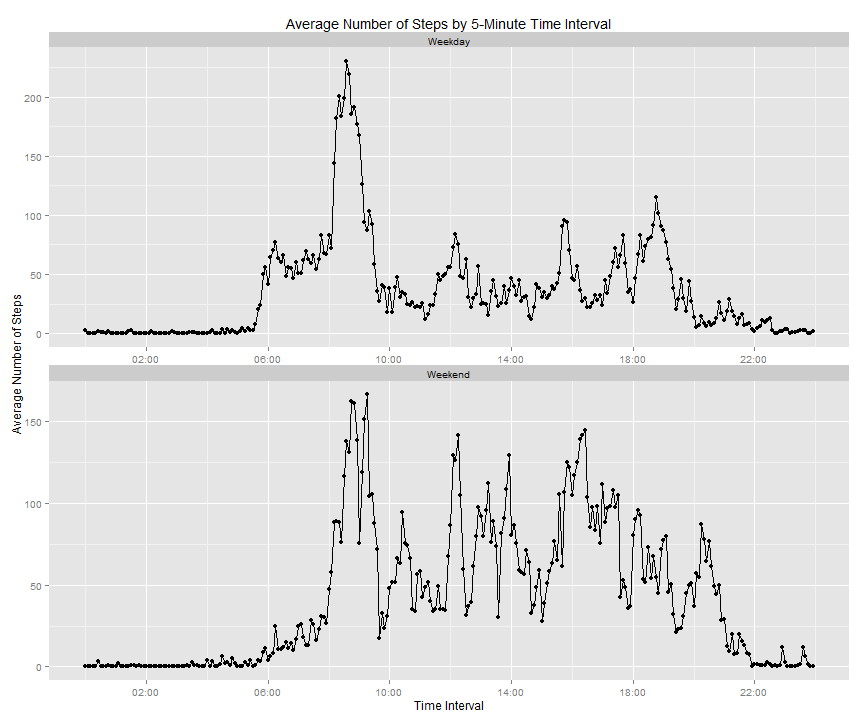 Average Number of Steps by 5-Minute Time Interval
Weekday
200
150
100
50
0
02:00 06:00 10:00 14:00 18:00 22:00
Weekend
150
100
50
0
02:00 06:00 10:00 14:00 18:00 22:00
Average Number of Steps
Time Interval